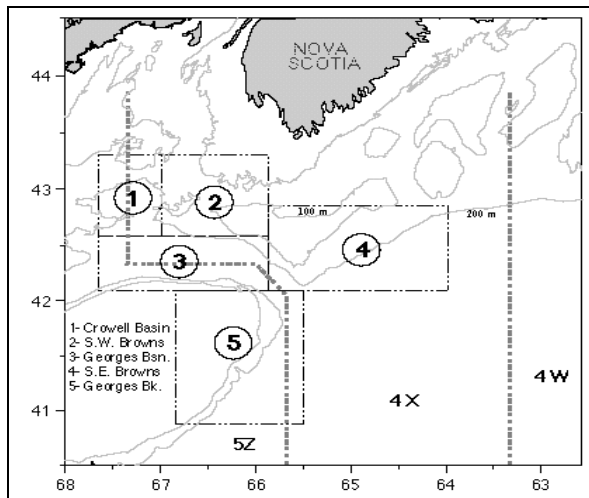 NOVA
SCOTIA
44
43
42
41
1
2
3
4
5
100 m
200 m
1- Crowell Basin
2- S.W. Browns
3- Georges Bsn.
4- S.E. Browns
5- Georges Bk.
4X
4W
5Z
68
67
66
65
64
63